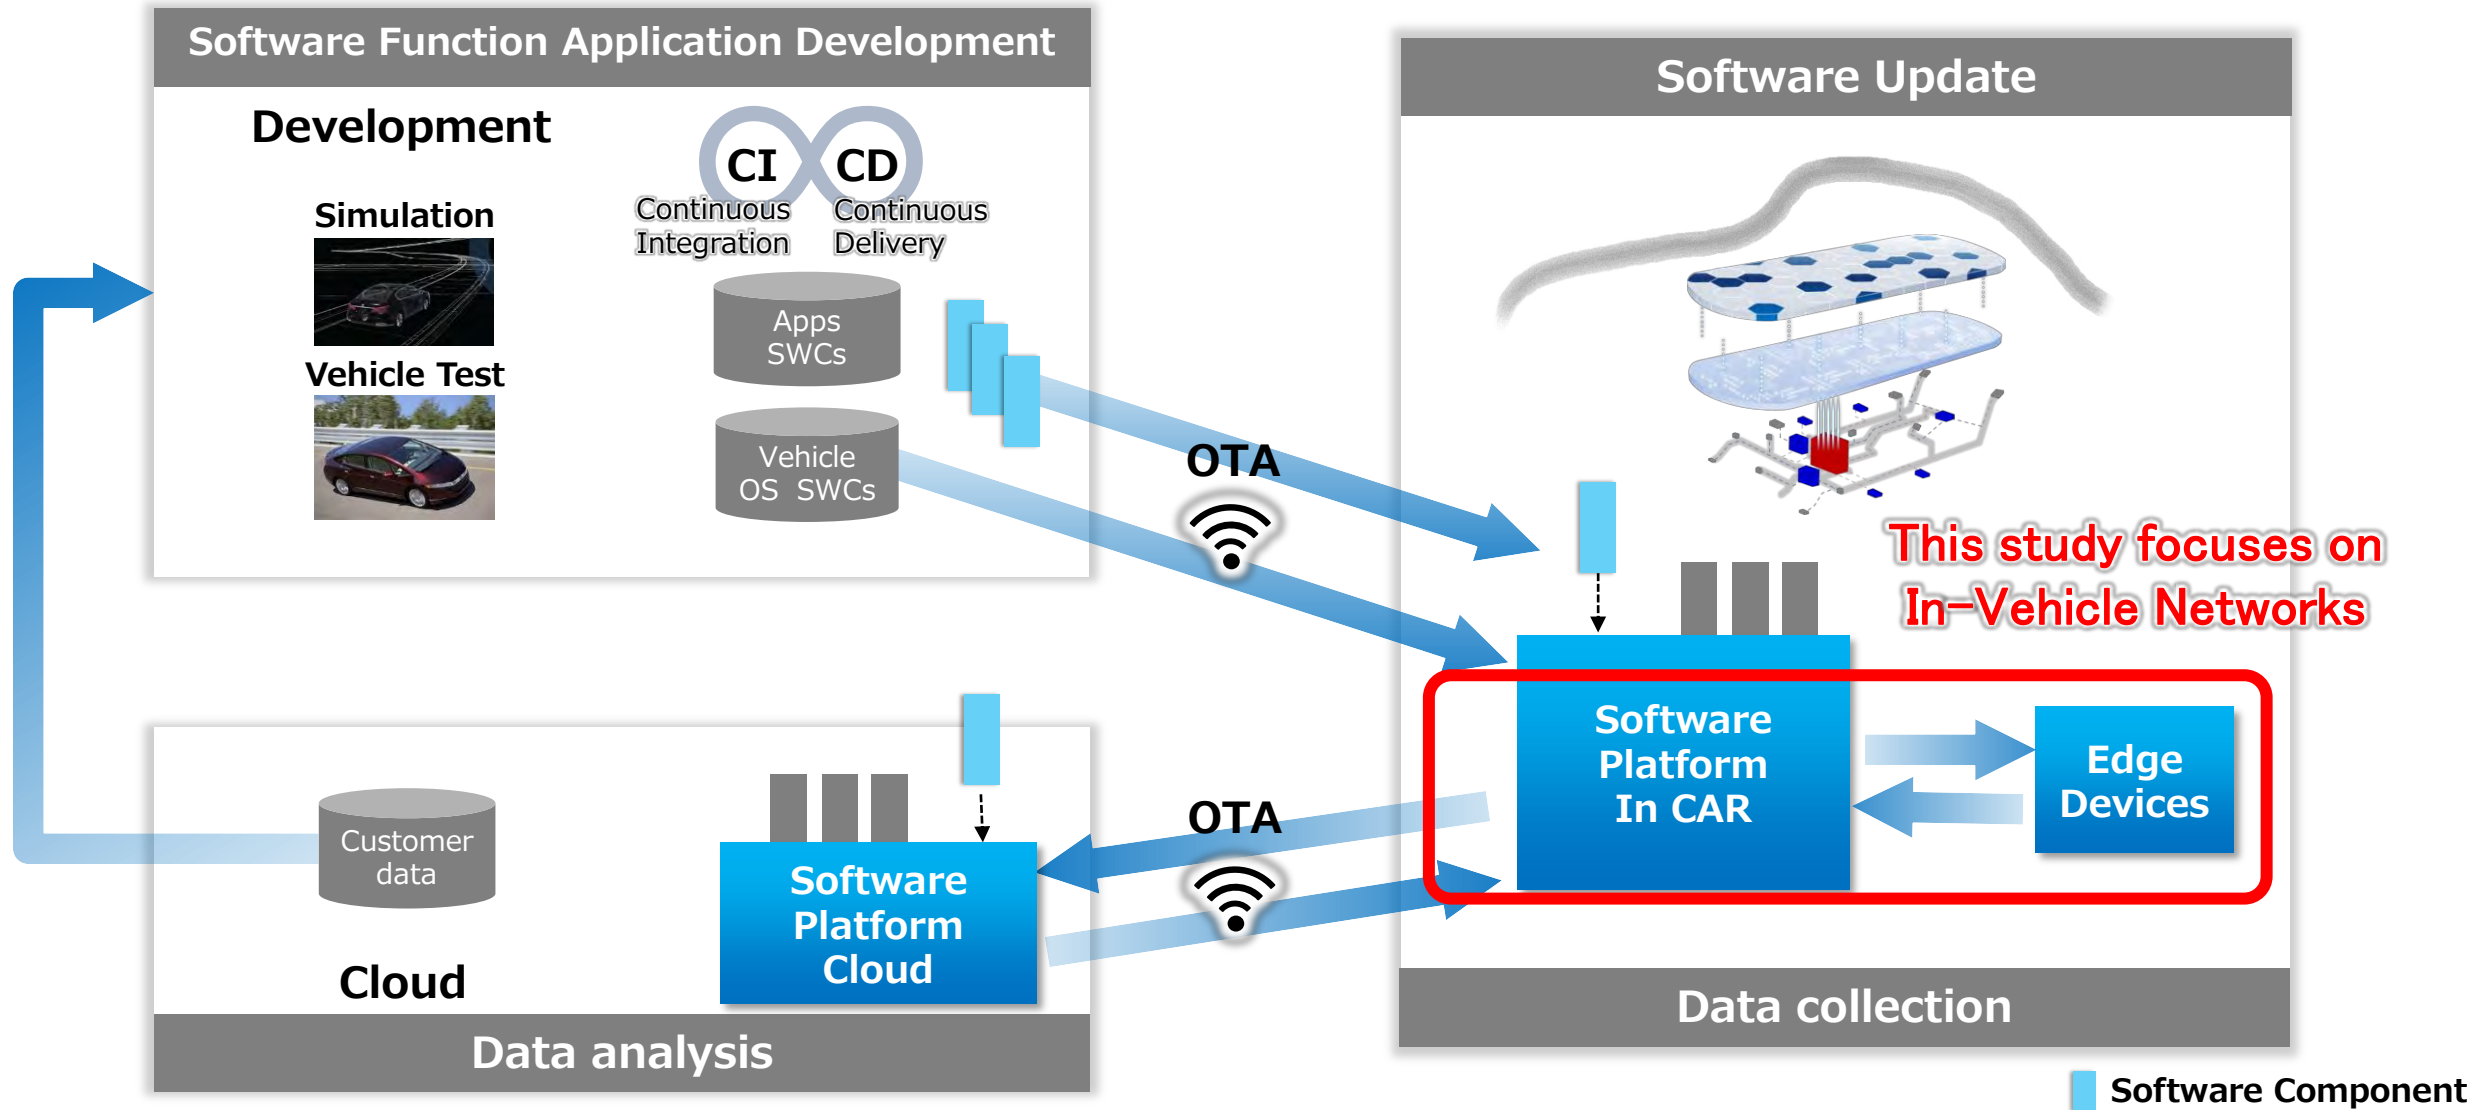 Software Function Application Development
Development
Simulation
Vehicle Test
CI
CD
Continuous
Integration
Continuous
Delivery
Apps
SWCs
Vehicle
OS SWCs
OTA
Software Update
This study focuses on
In-Vehicle Networks
Software
Platform
In CAR
Edge
Devices
Data collection
OTA
Customer
data
Cloud
Software
Platform
Cloud
Data analysis
Software Component